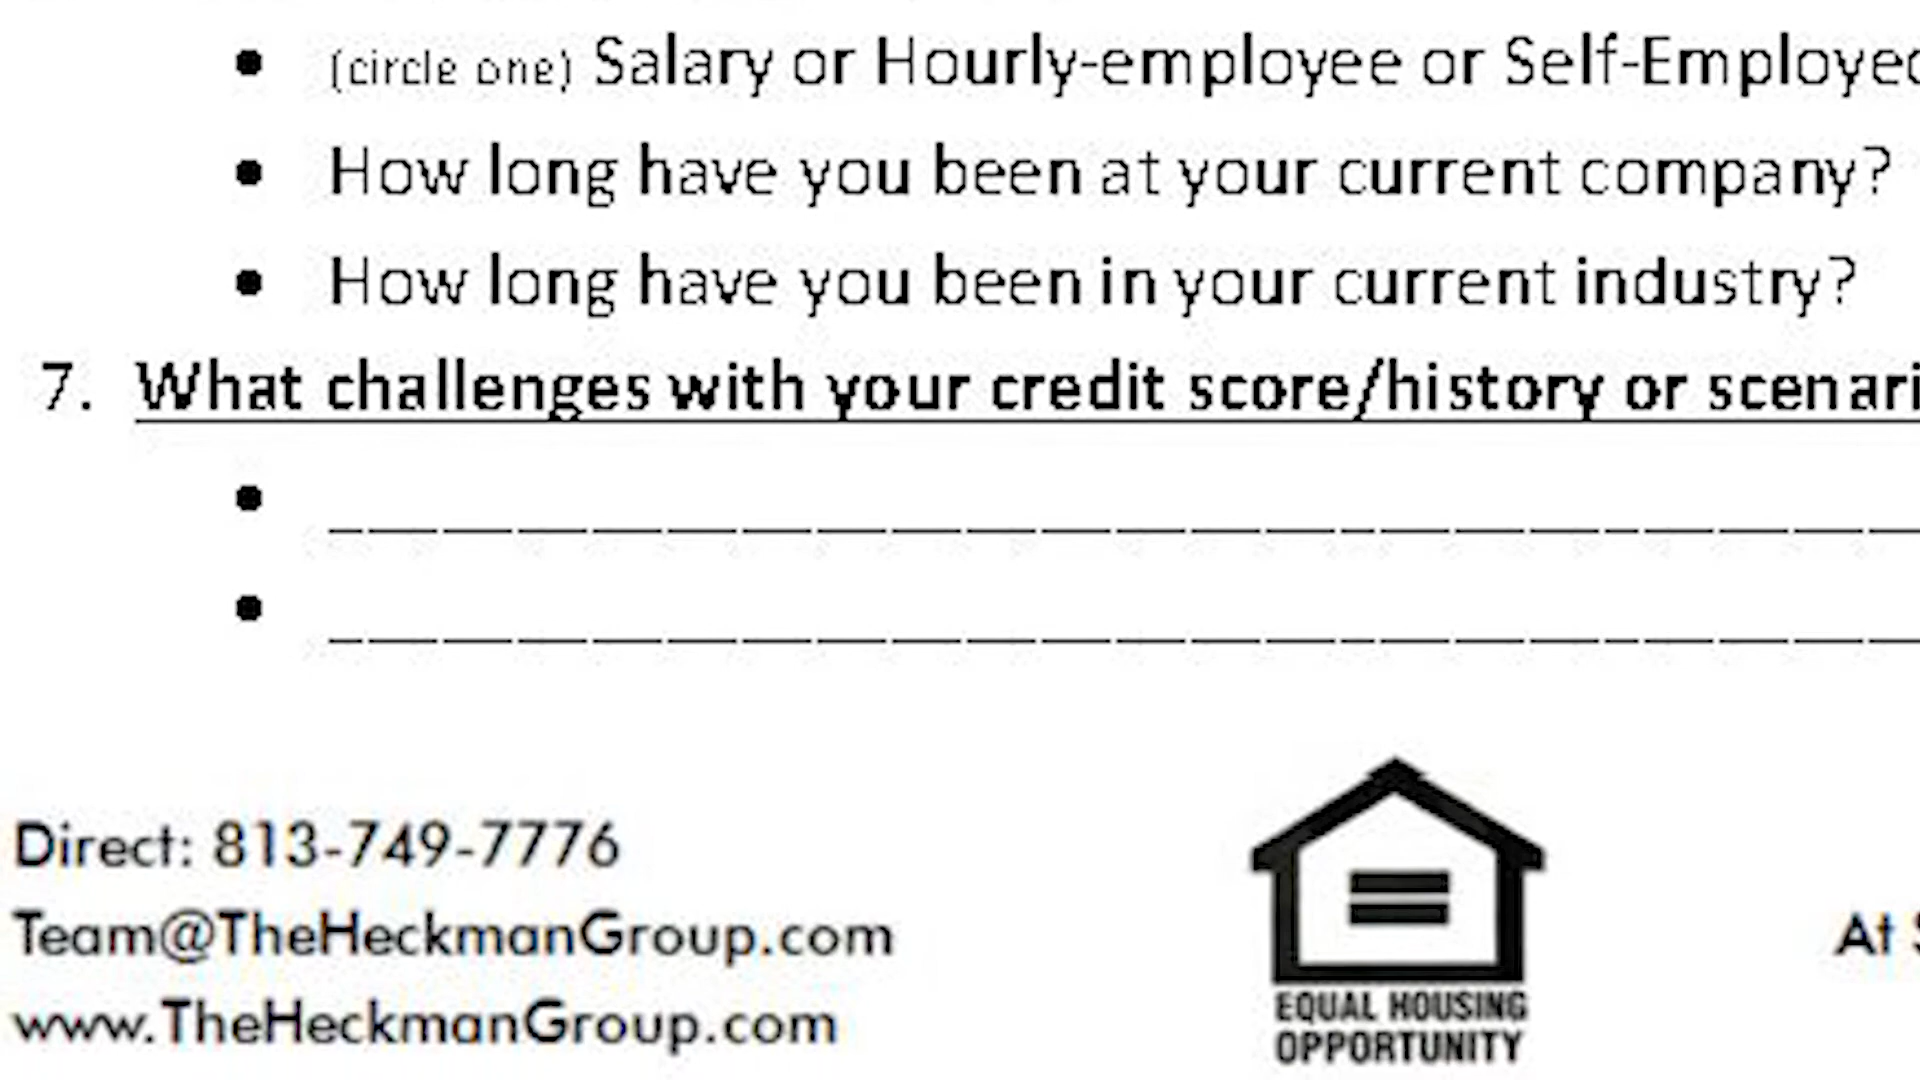 • (circle one) Salary or Hourly-employee or Self-Employed
• How long have you been at your current company?
• How long have you been in your current industry?
7. What challenges with your credit score/history or scenari
• ______________________
• ______________________
Direct: 813-749-7776
Team@TheHeckmanGroup.com
www.TheHeckmanGroup.com
EQUAL HOUSING
OPPORTUNITY
At